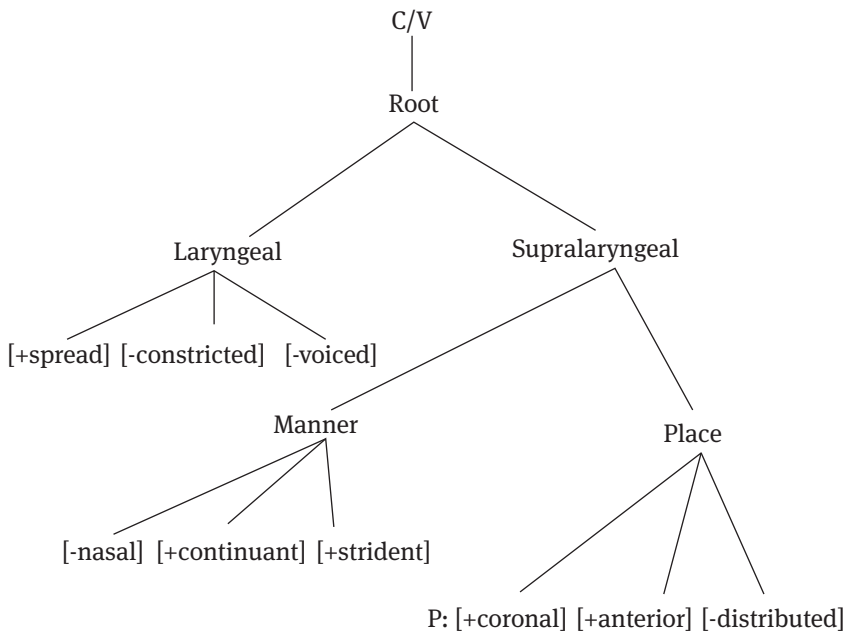 C/V
Root
Laryngeal Supralaryngeal
[+spread] [-constricted] [-voiced]
Manner Place
[-nasal] [+continuant] [+strident]
P: [+coronal] [+anterior] [-distributed]